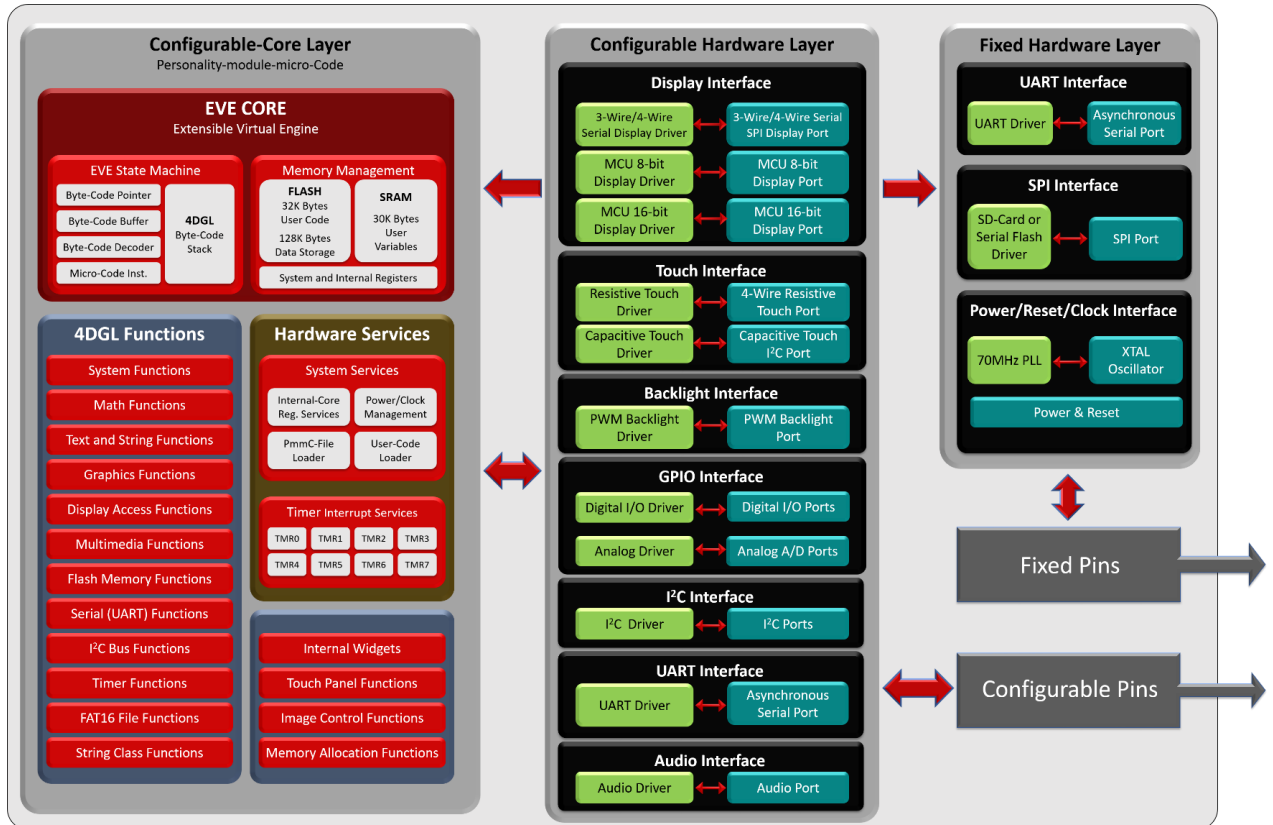 Configurable-Core Layer
Personality-module-micro-Code
EVE CORE
Extensible Virtual Engine
EVE State Machine
Byte-Code Pointer
Byte-Code Buffer
Byte-Code Decoder
Micro-Code Inst.
4DGL
Byte-Code
Stack
Memory Management
FLASH
32K Bytes
User Code
128K Bytes
Data Storage
SRAM
30K Bytes
User
Variables
System and Internal Registers
4DGL Functions
System Functions
Math Functions
Text and String Functions
Graphics Functions
Display Access Functions
Multimedia Functions
Flash Memory Functions
Serial (UART) Functions
I²C Bus Functions
Timer Functions
FAT16 File Functions
String Class Functions
Hardware Services
System Services
Internal-Core
Reg. Services
Power/Clock
Management
PmmC-File
Loader
User-Code
Loader
Timer Interrupt Services
TMR0
TMR1
TMR2
TMR3
TMR4
TMR5
TMR6
TMR7
Internal Widgets
Touch Panel Functions
Image Control Functions
Memory Allocation Functions
Configurable Hardware Layer
Display Interface
3-Wire/4-Wire
Serial Display Driver
3-Wire/4-Wire Serial
SPI Display Port
MCU 8-bit
Display Driver
MCU 8-bit
Display Port
MCU 16-bit
Display Driver
MCU 16-bit
Display Port
Touch Interface
Resistive Touch
Driver
4-Wire Resistive
Touch Port
Capacitive Touch
Driver
Capacitive Touch
I²C Port
Backlight Interface
PWM Backlight
Driver
PWM Backlight
Port
GPIO Interface
Digital I/O Driver
Digital I/O Ports
Analog Driver
Analog A/D Ports
I²C Interface
I²C Driver
I²C Ports
UART Interface
UART Driver
Asynchronous
Serial Port
Audio Interface
Audio Driver
Audio Port
Fixed Hardware Layer
UART Interface
UART Driver
Asynchronous
Serial Port
SPI Interface
SD-Card or
Serial Flash
Driver
SPI Port
Power/Reset/Clock Interface
70MHz PLL
XTAL
Oscillator
Power & Reset
Fixed Pins
Configurable Pins